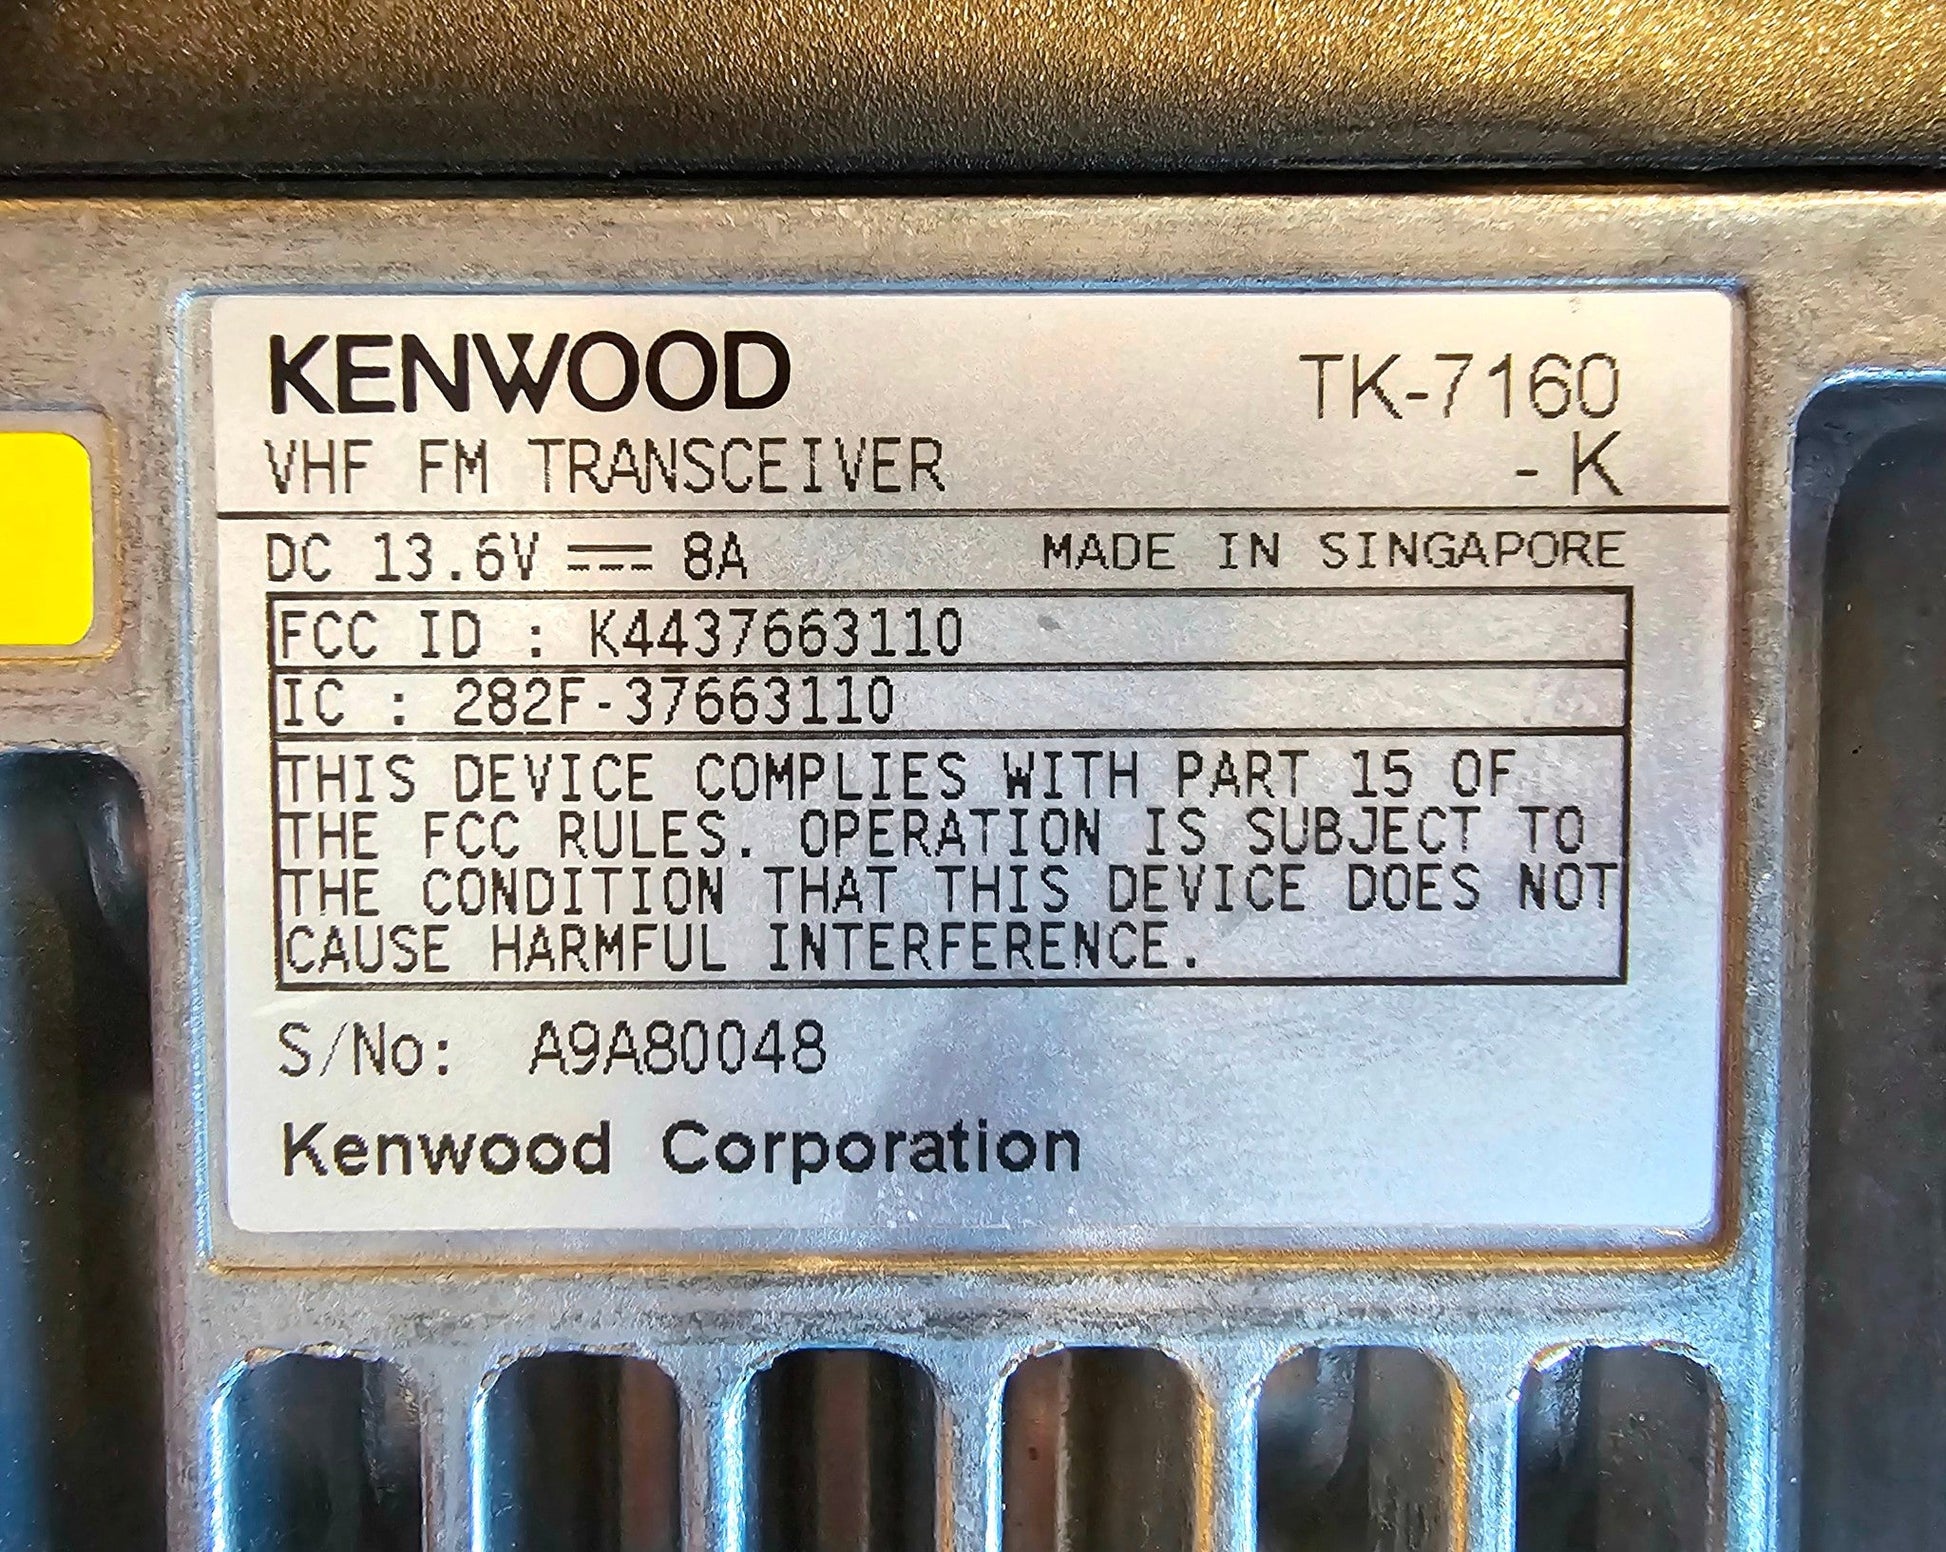 KENWOOD TK-7160
VHF FM TRANSCEIVER -K
DC 13.6V ⎓ 8A MADE IN SINGAPORE
FCC ID : K4437663110
IC : 282F-37663110
THIS DEVICE COMPLIES WITH PART 15 OF
THE FCC RULES. OPERATION IS SUBJECT TO
THE CONDITION THAT THIS DEVICE DOES NOT
CAUSE HARMFUL INTERFERENCE.
S/No: A9A80048
Kenwood Corporation